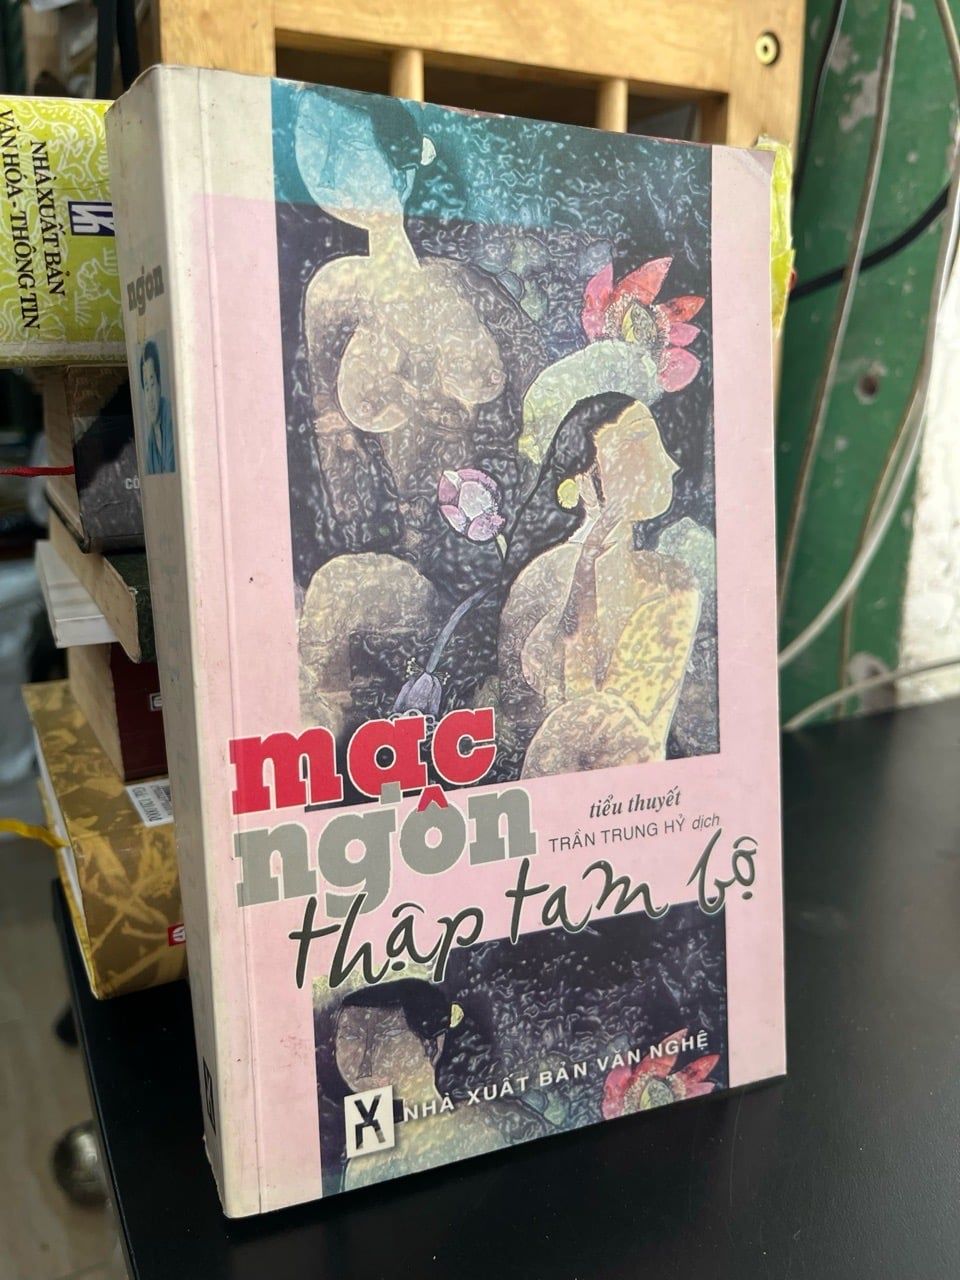 mạc
ngôn
tiểu thuyết
TRẦN TRUNG HỶ dịch
thập tam bộ
NHÀ XUẤT BẢN VĂN NGHỆ
ngôn
NHÀ XUẤT BẢN
VĂN HÓA - THÔNG TIN